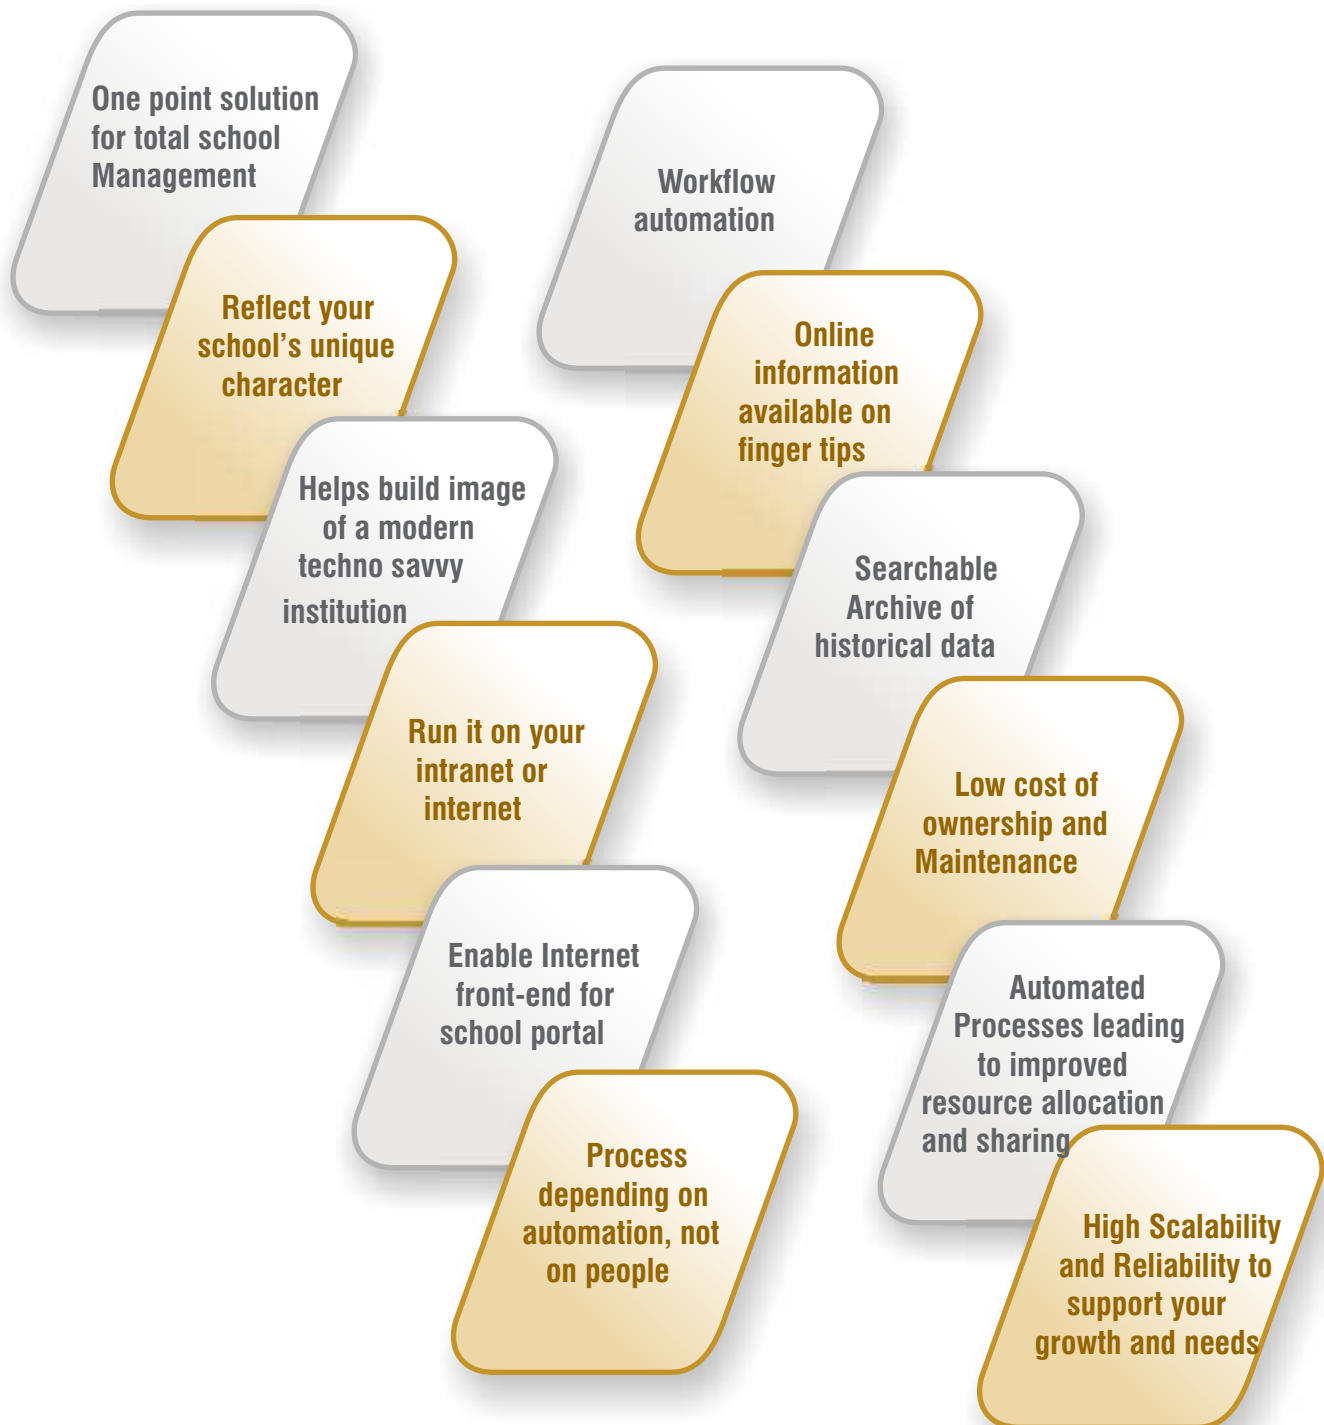 One point solution
for total school
Management
Reflect your
school’s unique
character
Helps build image
of a modern
techno savvy
institution
Run it on your
intranet or
internet
Enable Internet
front-end for
school portal
Process
depending on
automation, not
on people
Workflow
automation
Online
information
available on
finger tips
Searchable
Archive of
historical data
Low cost of
ownership and
Maintenance
Automated
Processes leading
to improved
resource allocation
and sharing
High Scalability
and Reliability to
support your
growth and needs